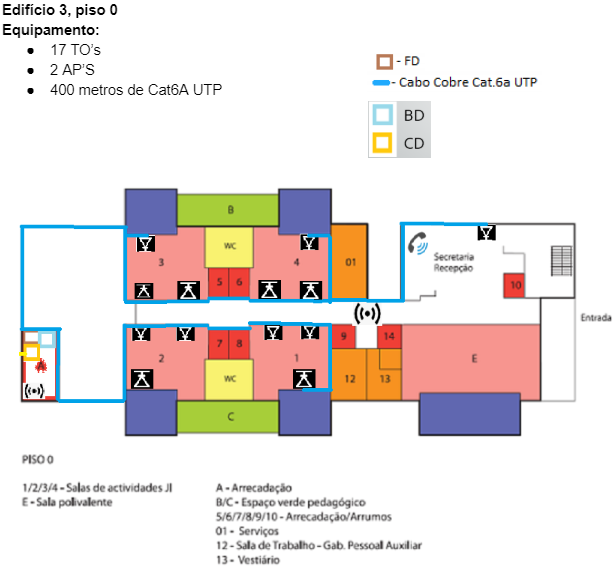 Edifício 3, piso 0
Equipamento:
● 17 TO's
● 2 AP'S
● 400 metros de Cat6A UTP
- FD
- Cabo Cobre Cat.6a UTP
BD
CD
B
WC
3
4
5
6
01
Secretaria
Recepção
10
Entrada
7
8
9
14
2
1
E
WC
12
13
A
C
PISO 0
1/2/3/4 - Salas de actividades JI
E - Sala polivalente
A - Arrecadação
B/C - Espaço verde pedagógico
5/6/7/8/9/10 - Arrecadação/Arrumos
01 - Serviços
12 - Sala de Trabalho - Gab. Pessoal Auxiliar
13 - Vestiário